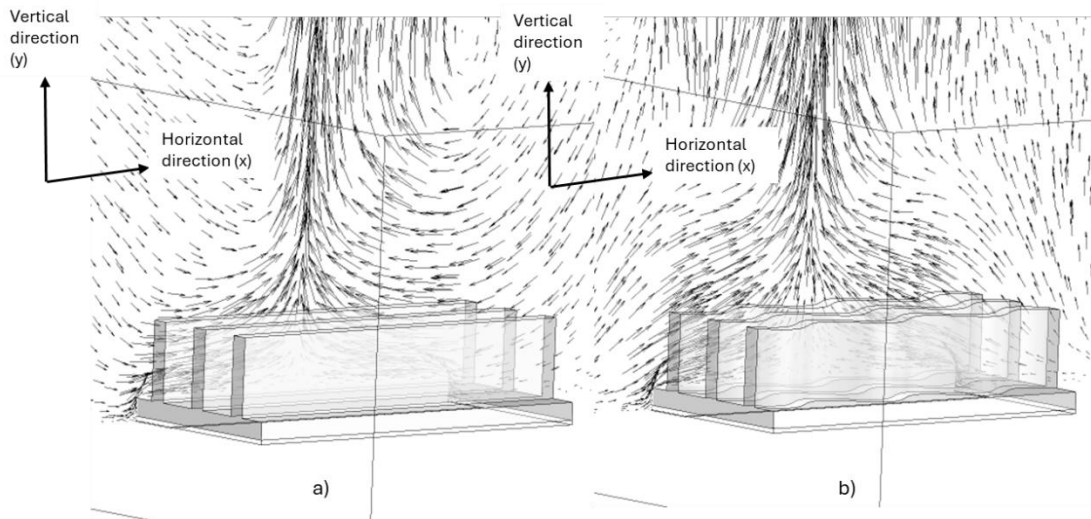 Vertical
direction
(y)
Horizontal
direction (x)
a)
Vertical
direction
(y)
Horizontal
direction (x)
b)